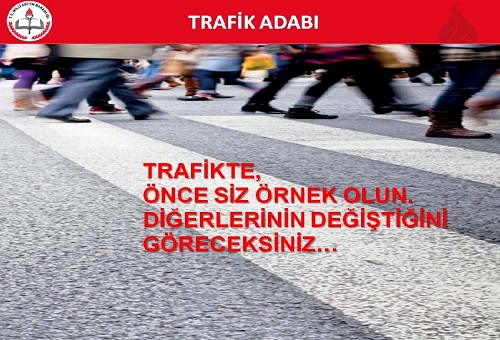 TRAFİK ADABI
TRAFİKTE,
ÖNCE SİZ ÖRNEK OLUN.
DİĞERLERİNİN DEĞİŞTİĞİNİ
GÖRECEKSİNİZ...